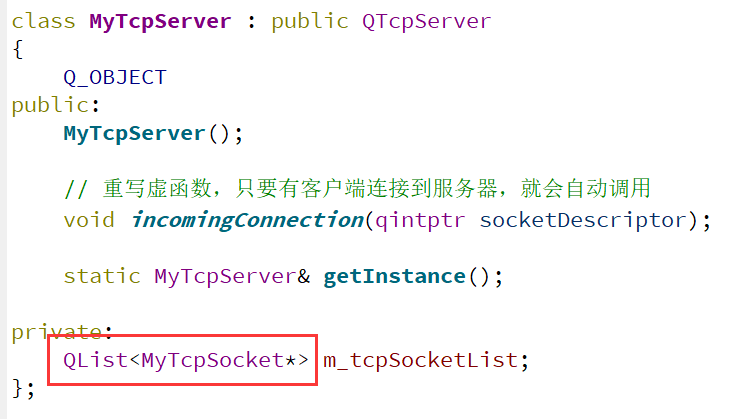 class MyTcpServer : public QTcpServer
{
    Q_OBJECT
public:
    MyTcpServer();
    // 重写虚函数，只要有客户端连接到服务器，就会自动调用
    void incomingConnection(qintptr socketDescriptor);
    static MyTcpServer& getInstance();
private:
    QList<MyTcpSocket*> m_tcpSocketList;
};